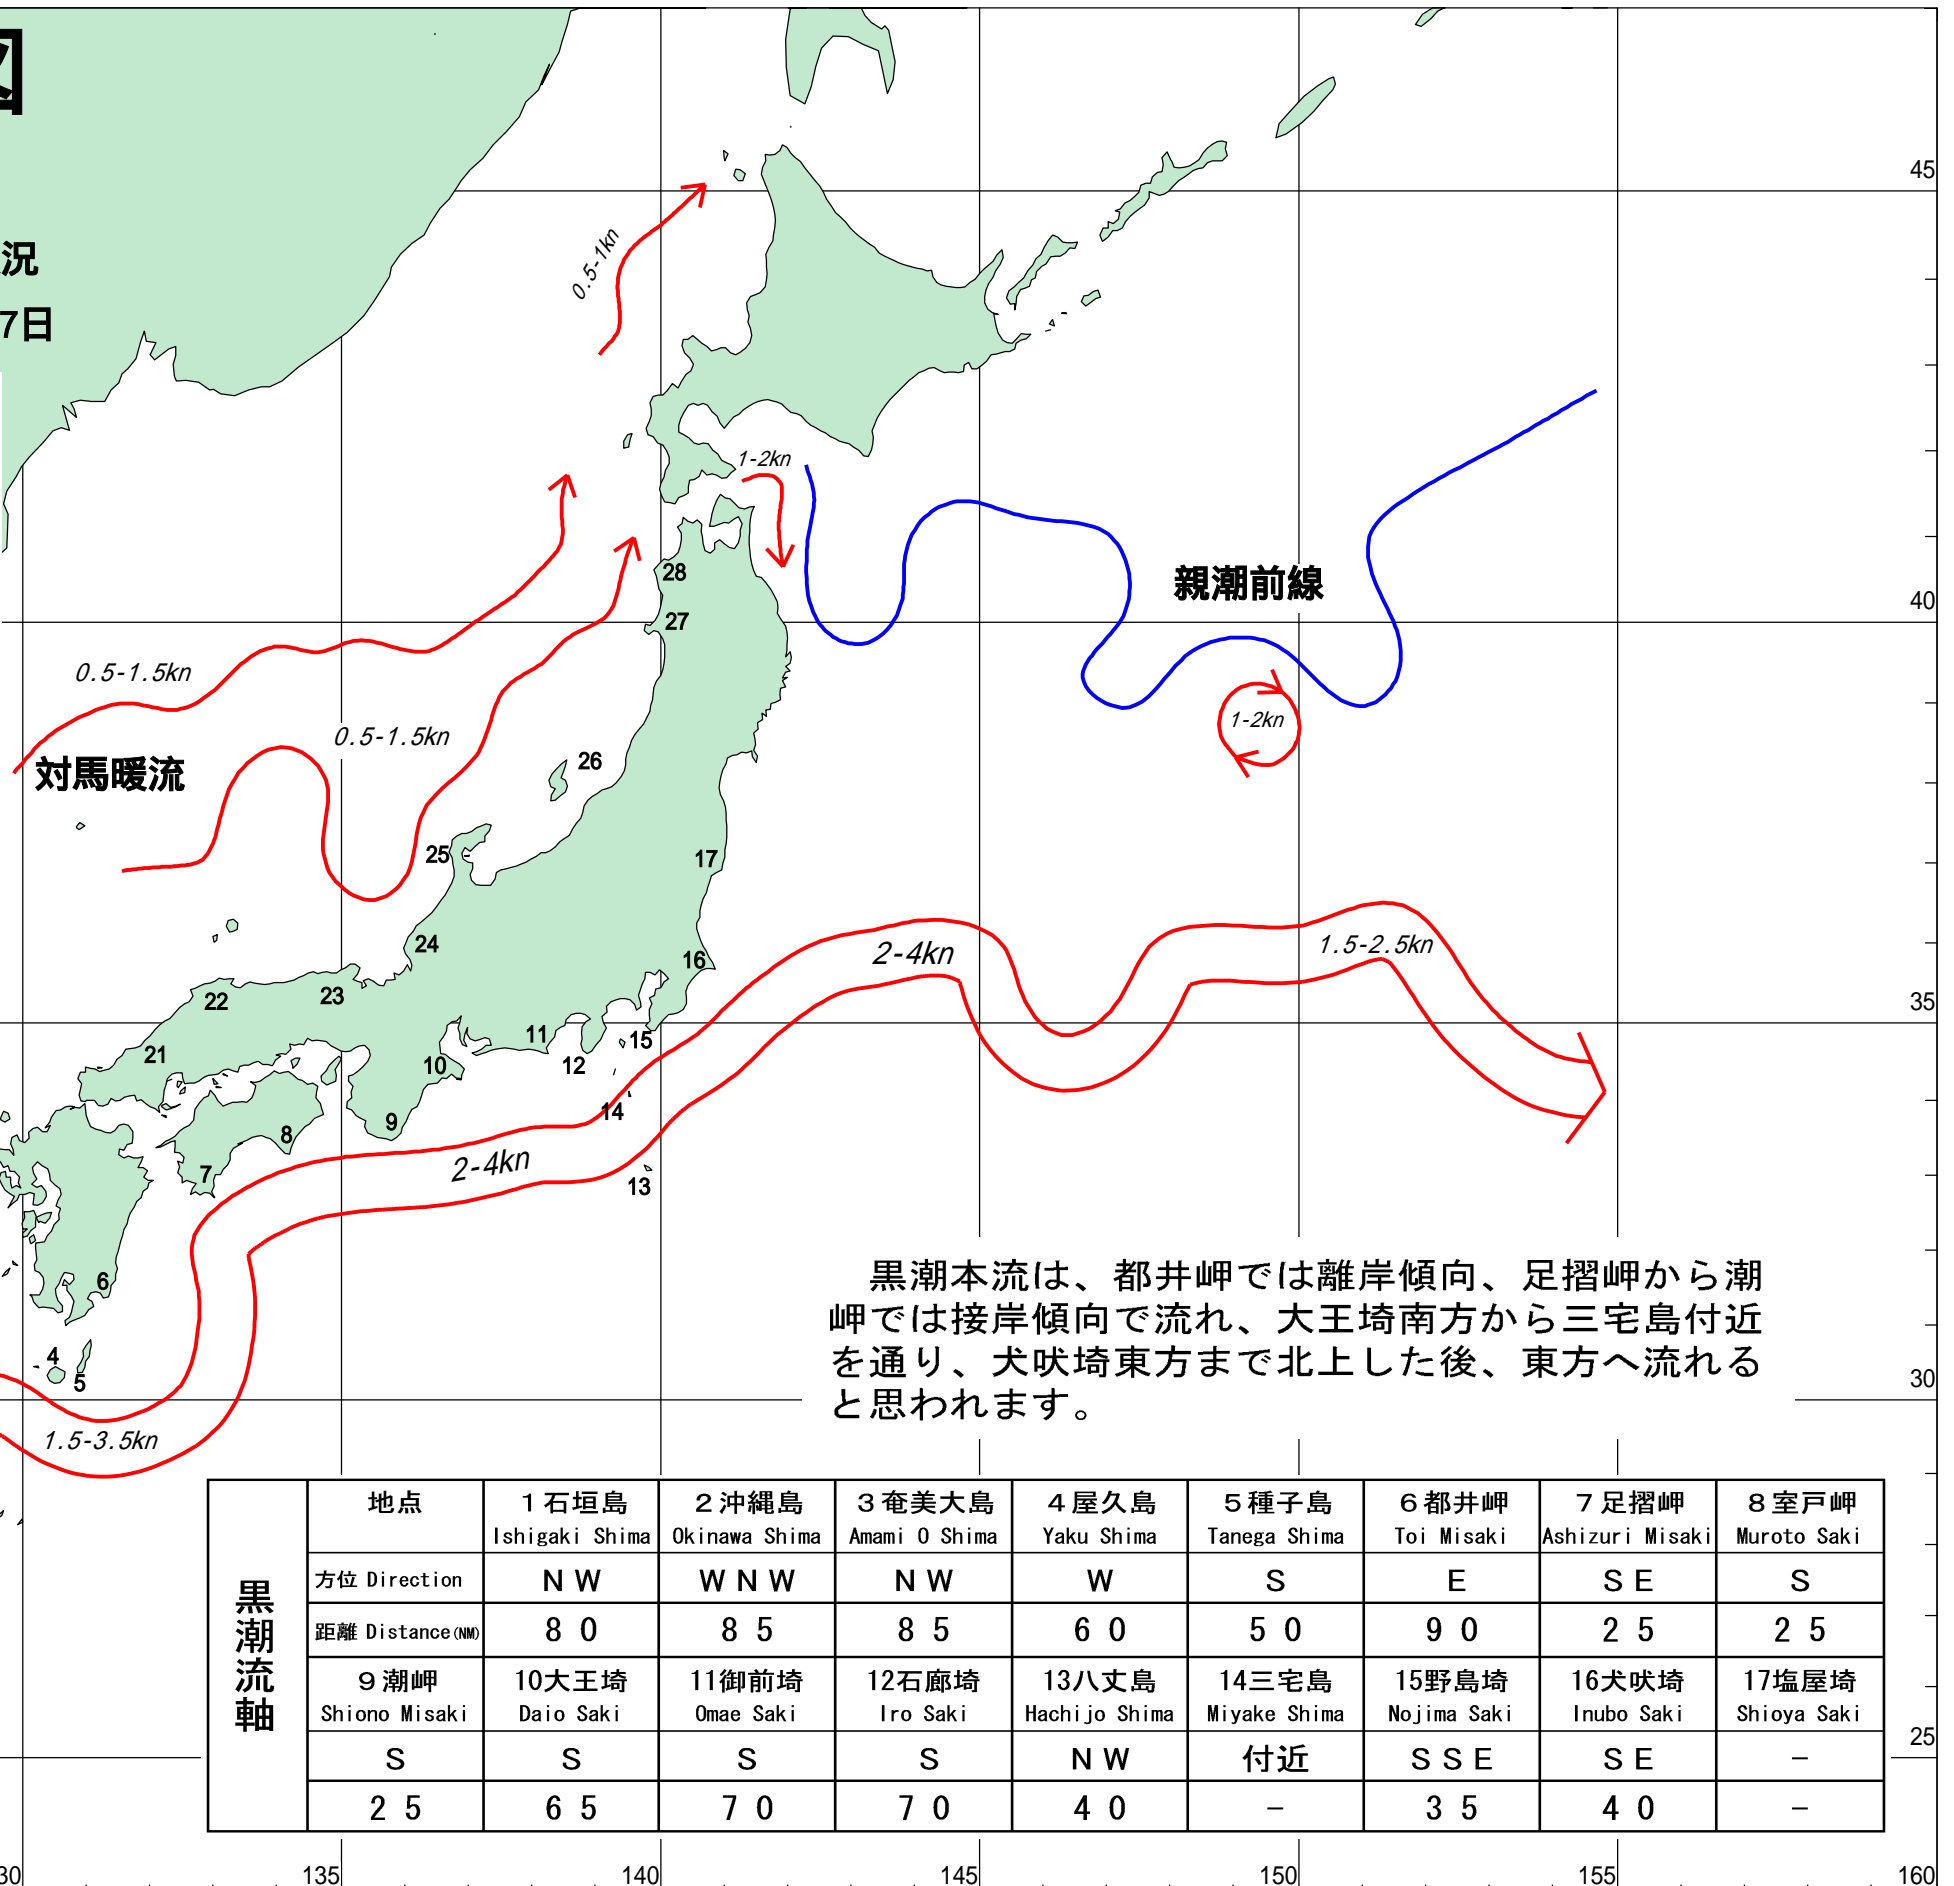 図
況
7日
45
0.5-1kn
1-2kn
親潮前線
28
40
27
0.5-1.5kn
0.5-1.5kn
1-2kn
対馬暖流
26
25
17
24
2-4kn
1.5-2.5kn
16
22
23
35
11
15
21
10
12
14
9
8
2-4kn
7
13
黒潮本流は、都井岬では離岸傾向、足摺岬から潮
6
岬では接岸傾向で流れ、大王埼南方から三宅島付近
4
を通り、犬吠埼東方まで北上した後、東方へ流れる
5
30
と思われます。
1.5-3.5kn
黒潮流軸
地点 1石垣島 2沖縄島 3奄美大島 4屋久島 5種子島 6都井岬 7足摺岬 8室戸岬
Ishigaki Shima Okinawa Shima Amami O Shima Yaku Shima Tanega Shima Toi Misaki Ashizuri Misaki Muroto Saki
方位 Direction NW WNW NW W S E SE S
距離 Distance(NM) 80 85 85 60 50 90 25 25
9潮岬 10大王埼 11御前埼 12石廊埼 13八丈島 14三宅島 15野島埼 16犬吠埼 17塩屋埼
Shiono Misaki Daio Saki Omae Saki Iro Saki Hachijo Shima Miyake Shima Nojima Saki Inubo Saki Shioya Saki
S S S S NW 付近 SSE SE －
25
25 65 70 70 40 － 35 40 －
30 135 140 145 150 155 160